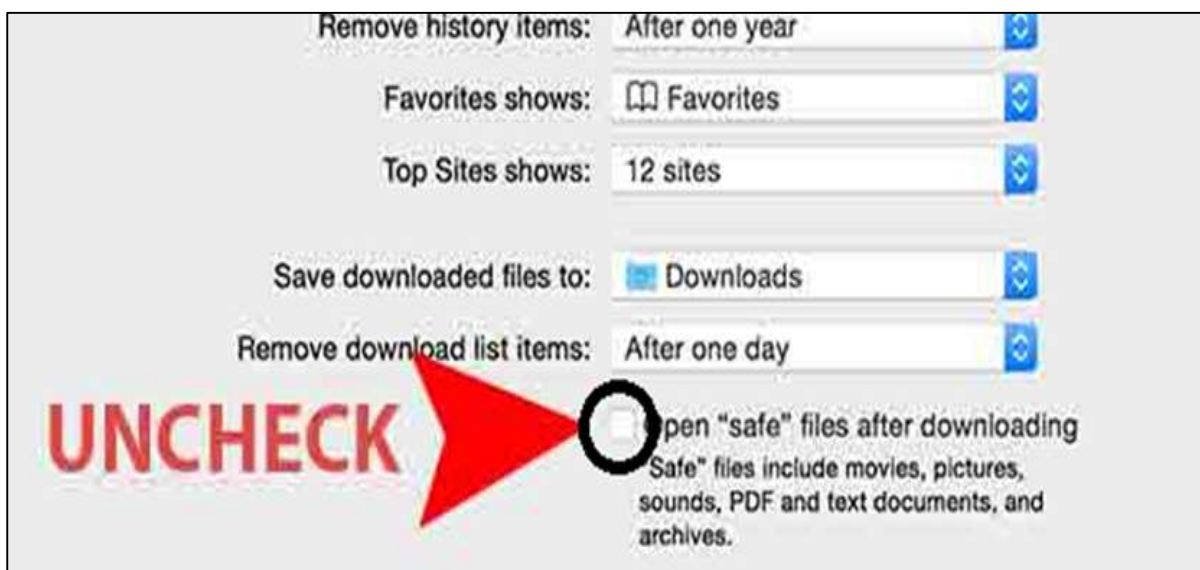 Remove history items: After one year
Favorites shows: Favorites
Top Sites shows: 12 sites
Save downloaded files to: Downloads
Remove download list items: After one day
UNCHECK
pen “safe” files after downloading
Safe” files include movies, pictures,
sounds, PDF and text documents, and
archives.